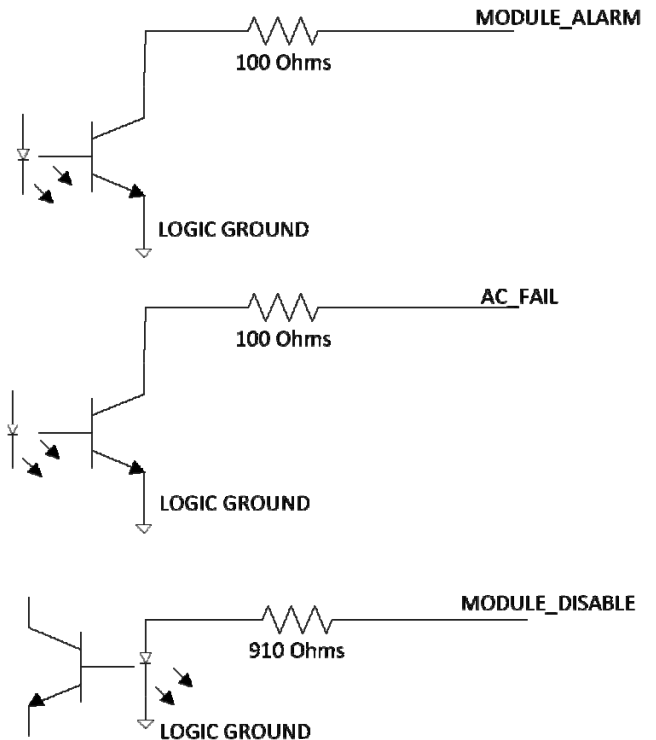 MODULE_ALARM
100 Ohms
LOGIC GROUND
AC_FAIL
100 Ohms
LOGIC GROUND
MODULE_DISABLE
910 Ohms
LOGIC GROUND